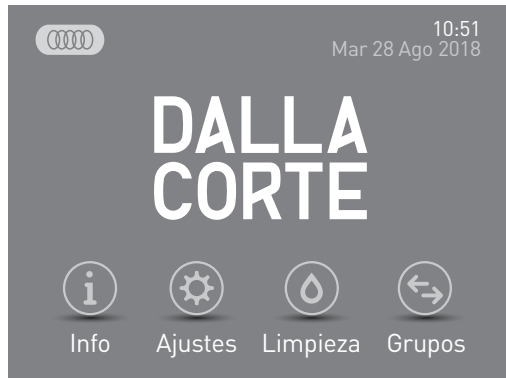 10:51
Mar 28 Ago 2018
DALLA
CORTE
Info
Ajustes
Limpieza
Grupos